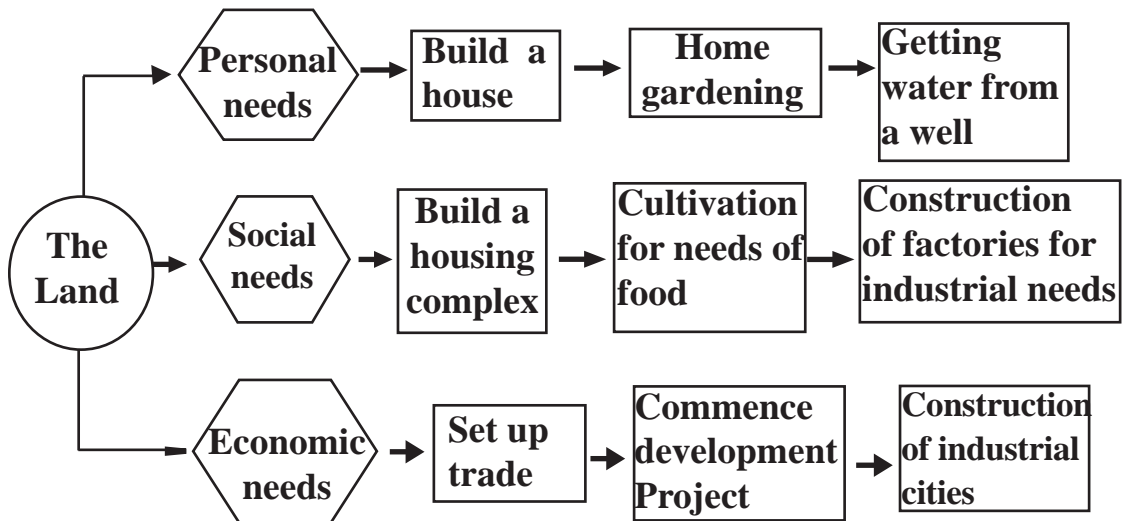 The
Land
Personal
needs
Build a
house
Home
gardening
Getting
water from
a well
Social
needs
Build a
housing
complex
Cultivation
for needs of
food
Construction
of factories for
industrial needs
Economic
needs
Set up
trade
Commence
development
Project
Construction
of industrial
cities